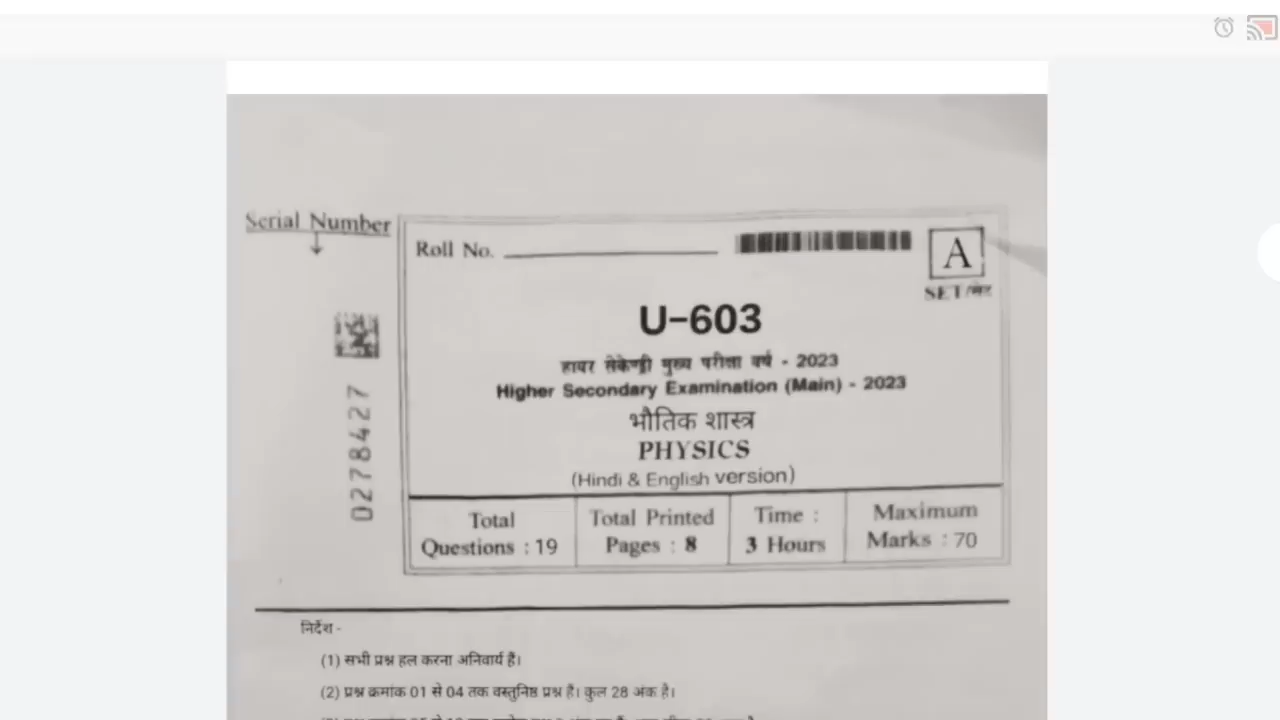 Serial Number
Roll No.
A
SET/सेट
U-603
0278427
हायर सेकेण्ड्री मुख्य परीक्षा वर्ष - 2023
Higher Secondary Examination (Main) - 2023
भौतिक शास्त्र
PHYSICS
(Hindi & English version)
Total Questions : 19
Total Printed Pages : 8
Time : 3 Hours
Maximum Marks : 70
निर्देश -
(1) सभी प्रश्न हल करना अनिवार्य हैं।
(2) प्रश्न क्रमांक 01 से 04 तक वस्तुनिष्ठ प्रश्न है। कुल 28 अंक है।